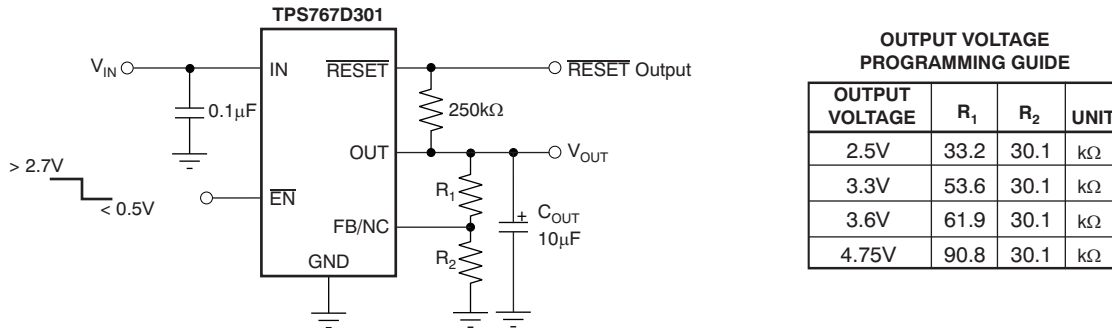 TPS767D301
V_IN
IN
RESET
RESET Output
0.1μF
250kΩ
OUT
V_OUT
> 2.7V
< 0.5V
EN
R_1
C_OUT
+
10μF
FB/NC
R_2
GND
OUTPUT VOLTAGE
PROGRAMMING GUIDE
OUTPUT VOLTAGE R_1 R_2 UNIT
2.5V 33.2 30.1 kΩ
3.3V 53.6 30.1 kΩ
3.6V 61.9 30.1 kΩ
4.75V 90.8 30.1 kΩ